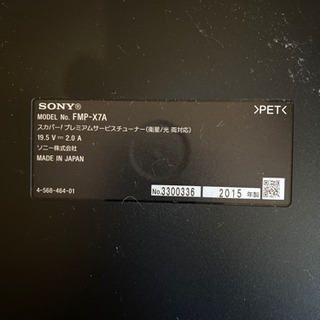 SONY®
MODEL No. FMP-X7A
スカパー！プレミアムサービスチューナー（衛星/光 両対応）
19.5 V⎓ 2.0 A
ソニー株式会社
MADE IN JAPAN
>PET<
4-568-464-01
No.3300336
2015 年製